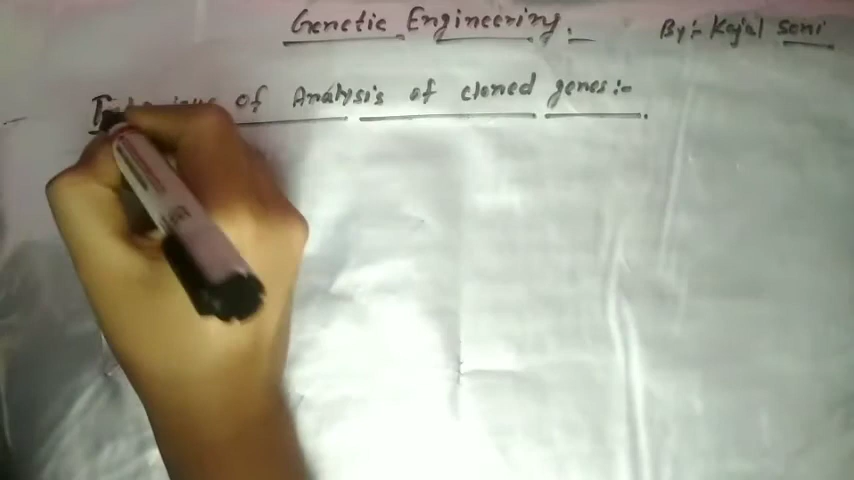 Genetic Engineering.
By:- Kajal Soni
of Analysis of cloned genes:-